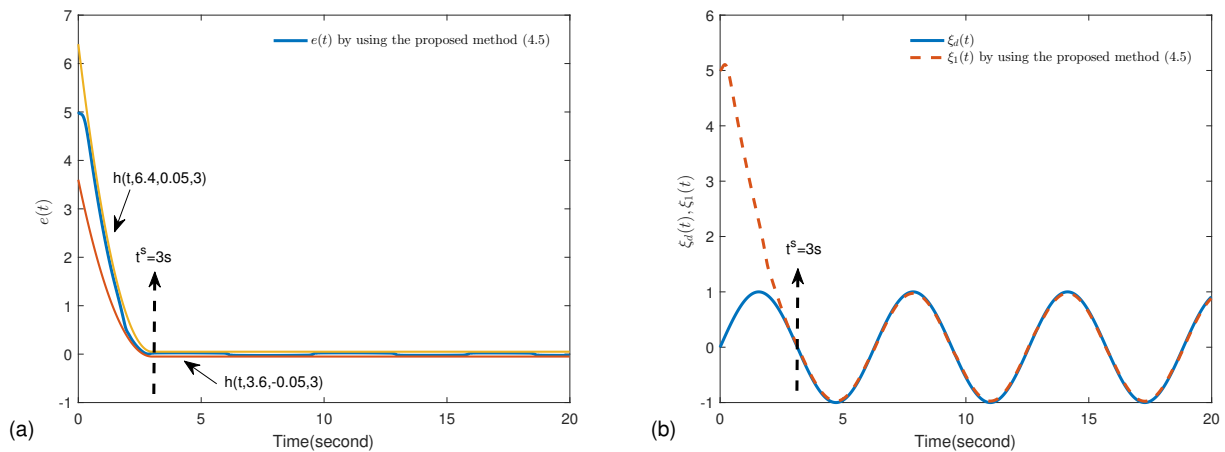 7
6
5
4
3
2
1
0
-1
e(t)
e(t) by using the proposed method (4.5)
h(t,6.4,0.05,3)
t^s=3s
h(t,3.6,-0.05,3)
0 5 10 15 20
Time(second)
(a)
6
5
4
3
2
1
0
-1
ξ_d(t), ξ_1(t)
ξ_d(t)
ξ_1(t) by using the proposed method (4.5)
t^s=3s
0 5 10 15 20
Time(second)
(b)